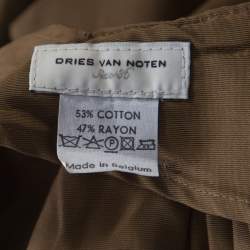 DRIES VAN NOTEN
53% COTTON
47% RAYON
Made in Belgium